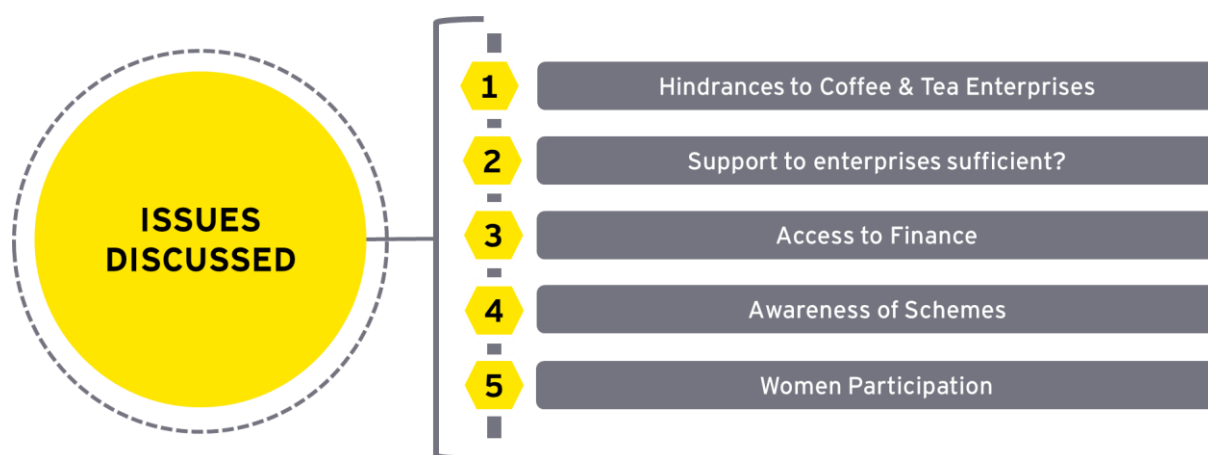 ISSUES
DISCUSSED
1
Hindrances to Coffee & Tea Enterprises
2
Support to enterprises sufficient?
3
Access to Finance
4
Awareness of Schemes
5
Women Participation